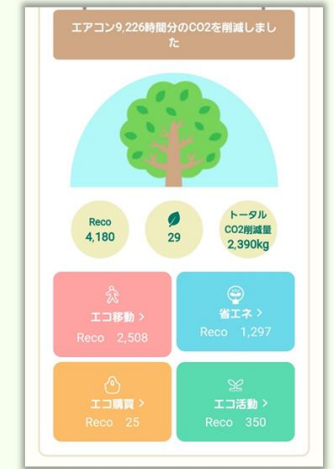 エアコン9,226時間分のCO2を削減しまし
た
Reco
4,180
29
トータル
CO2削減量
2,390kg
エコ移動 >
Reco 2,508
省エネ >
Reco 1,297
エコ購買 >
Reco 25
エコ活動 >
Reco 350